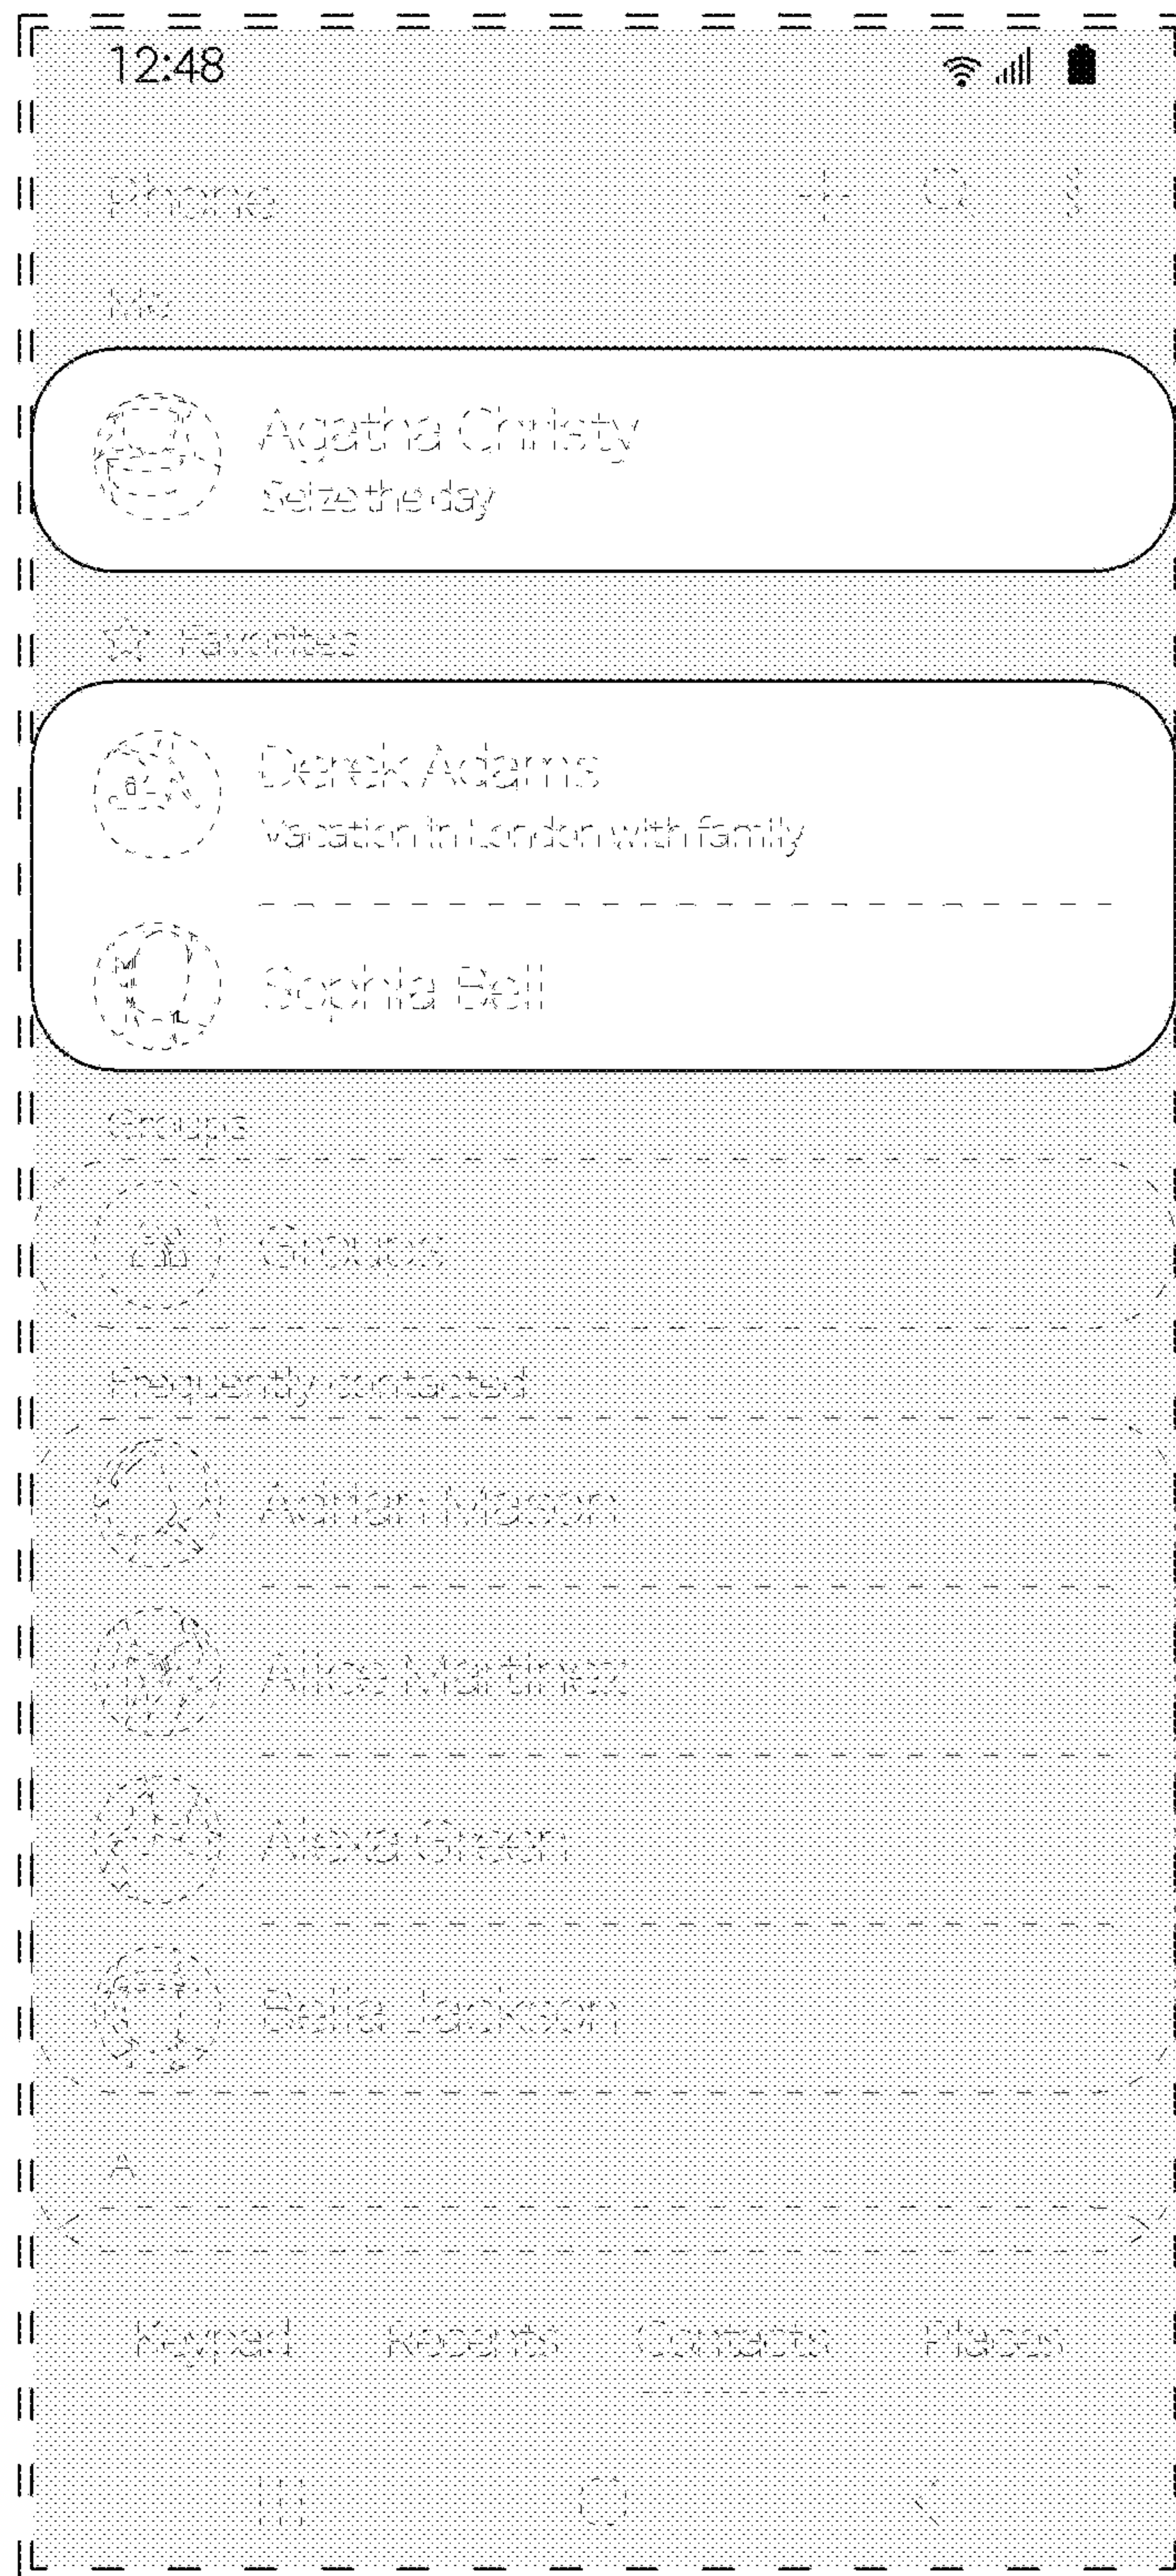 12:48
Phone
Me
Agatha Christy
Seize the day
Favorites
Derek Adams
Vacation in London with family
Sophia Bell
Groups
Groups
Frequently contacted
Adrian Mason
Alice Martinez
Alexa Green
Bella Jackson
A
Keypad Recents Contacts Places